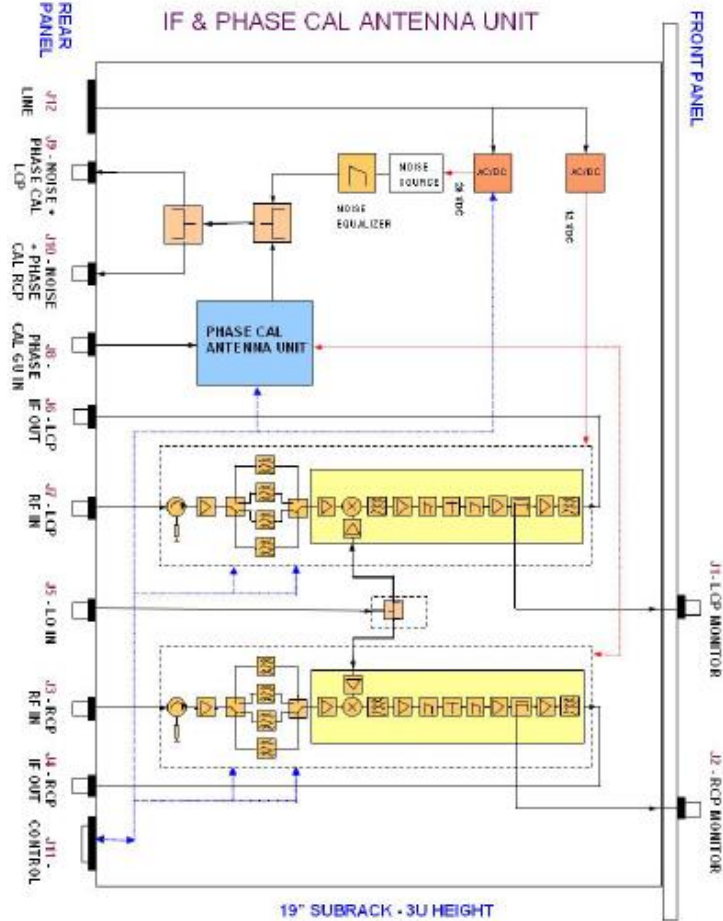 IF & PHASE CAL ANTENNA UNIT
REAR
PANEL
FRONT PANEL
J12
LINE
J9 - NOISE +
PHASE CAL
LCP
J10 - NOISE
+ PHASE
CAL RCP
J8 -
PHASE
CAL GU IN
J6 - LCP
IF OUT
J7 - LCP
RF IN
J5 - LO IN
J3 - RCP
RF IN
J4 - RCP
IF OUT
J11 -
CONTROL
NOISE
EQUALIZER
NOISE
SOURCE
AC/DC
28 VDC
AC/DC
12 VDC
PHASE CAL
ANTENNA UNIT
J1 - LCP MONITOR
J2 - RCP MONITOR
19" SUBRACK - 3U HEIGHT